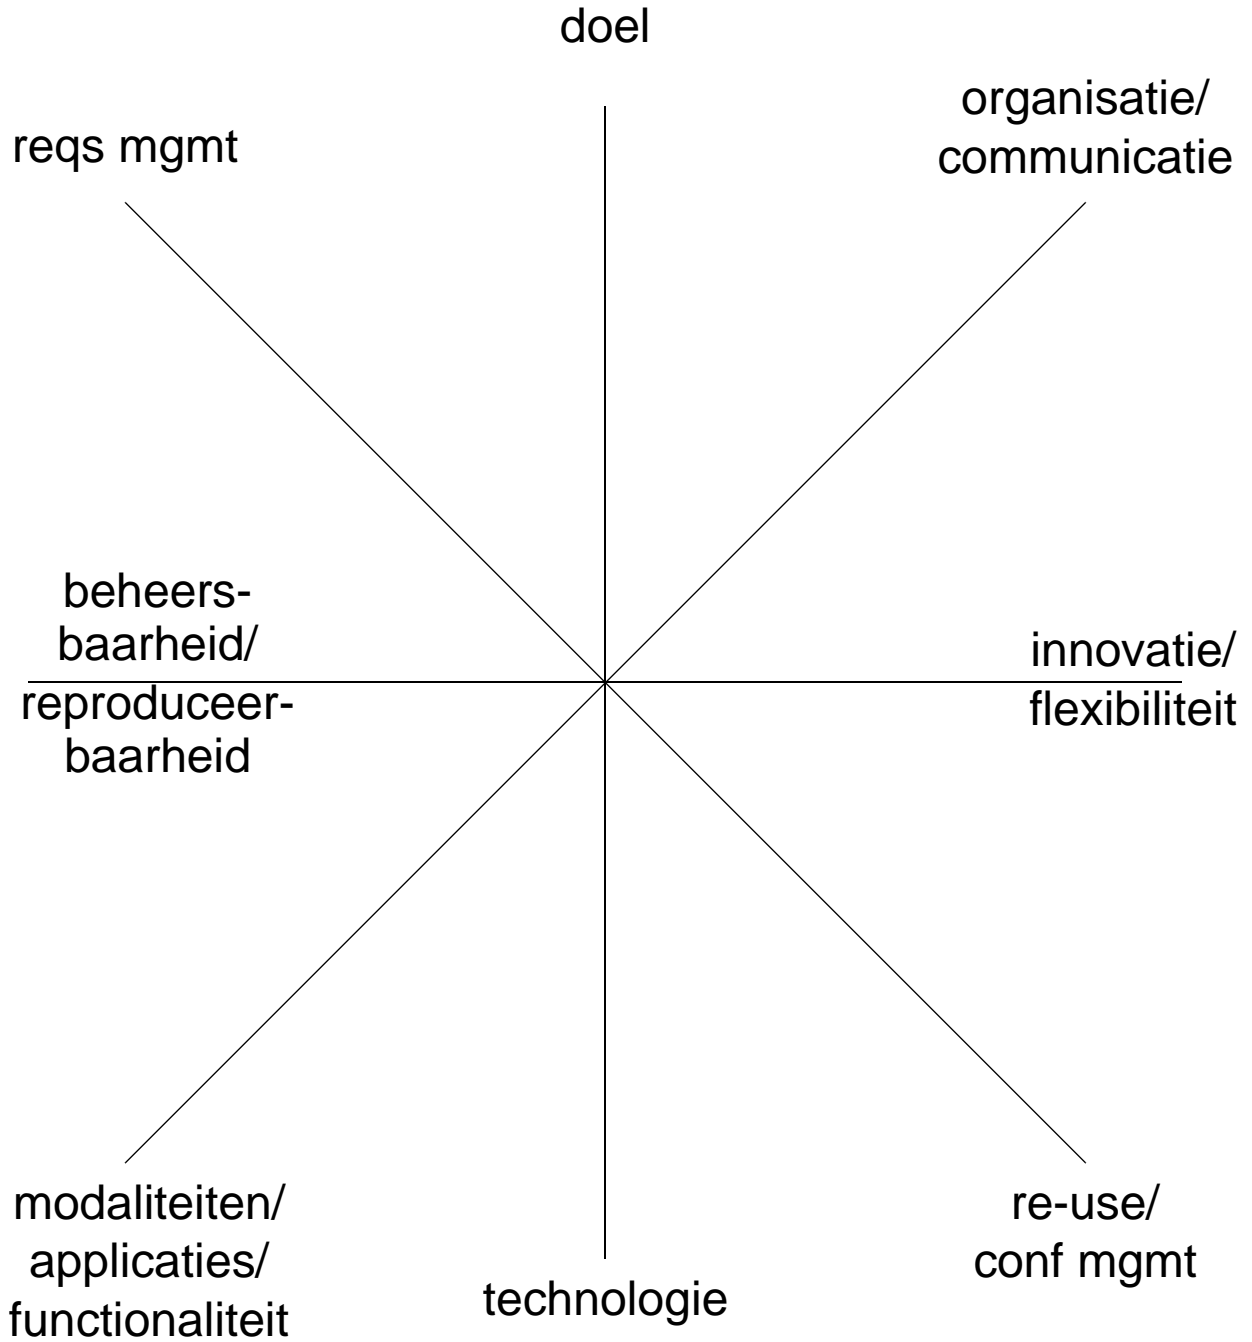 doel
organisatie/
communicatie
reqs mgmt
beheers-
baarheid/
reproduceer-
baarheid
innovatie/
flexibiliteit
modaliteiten/
applicaties/
functionaliteit
technologie
re-use/
conf mgmt